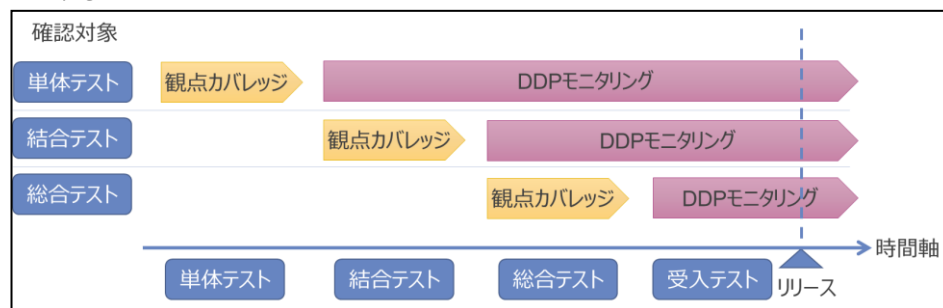 確認対象
単体テスト
観点カバレッジ
DDPモニタリング
結合テスト
観点カバレッジ
DDPモニタリング
総合テスト
観点カバレッジ
DDPモニタリング
時間軸
単体テスト
結合テスト
総合テスト
受入テスト
リリース